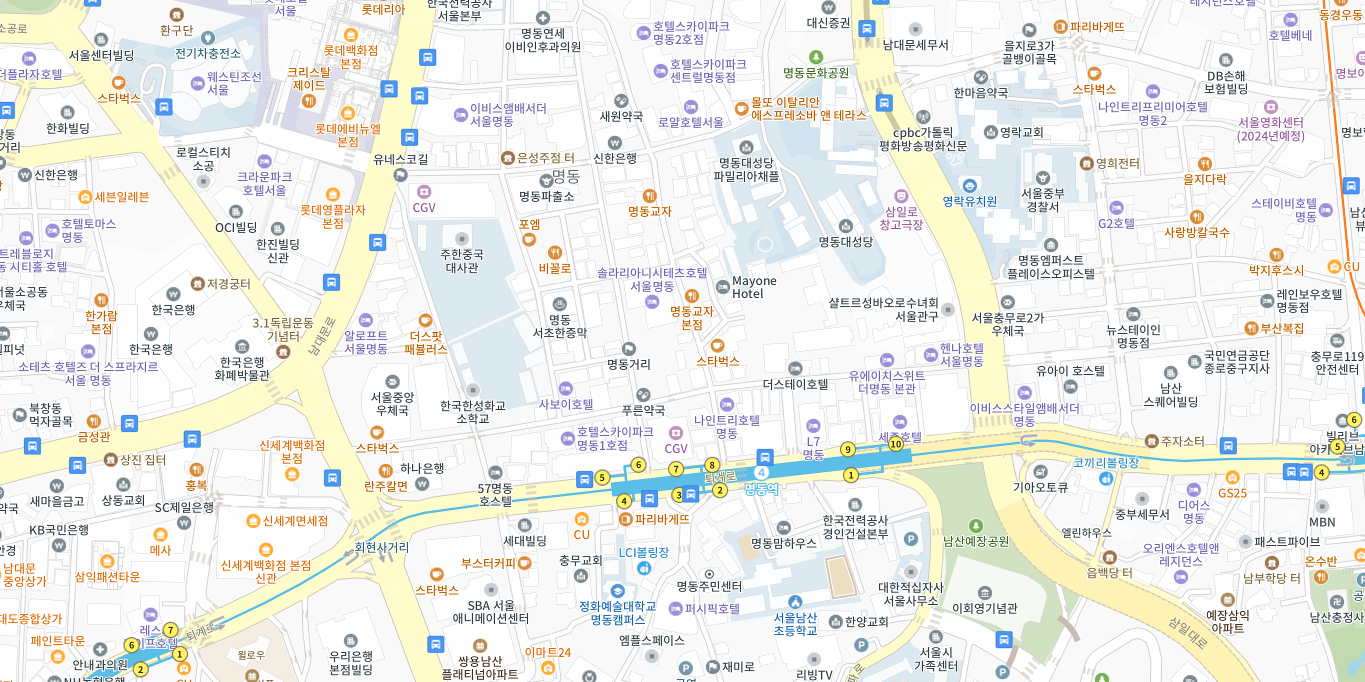 한국전력공사
서울본부
롯데리아
서울
환구단
소공로
서울센터빌딩
전기차충전소
롯데백화점
본점
명동연세
이비인후과의원
호텔스카이파크
명동2호점
대신증권
남대문세무서
을지로3가
골뱅이골목
파리바게뜨
호텔베네
동경우동
더플라자호텔
웨스틴조선
서울
크리스탈
제이드
호텔스카이파크
센트럴명동점
명동문화공원
스타벅스
DB손해
보험빌딩
명보아
스타벅스
한마음약국
나인트리프리미어호텔
명동2
서울영화센터
(2024년예정)
한화빌딩
롯데에비뉴엘
본점
이비스앰배서더
서울명동
새원약국
로얄호텔서울
몰또 이탈리안
에스프레소바 앤 테라스
cpbc가톨릭
평화방송평화신문
영락교회
로컬스티치
소공
유네스코길
은성주점 터
신한은행
명동대성당
파밀리아채플
영희전터
을지다락
신한은행
크라운파크
호텔서울
명동
명동파출소
서울중부
경찰서
세븐일레븐
CGV
명동교자
영락유치원
롯데영플라자
본점
OCI빌딩
포엠
삼일로
창고극장
G2호텔
스테이비호텔
명동
호텔토마스
명동
한진빌딩
신관
주한중국
대사관
비꼴로
명동대성당
사랑방칼국수
명동엠퍼스트
플레이스오피스텔
박지후스시
CU
저경궁터
솔라리아니시테츠호텔
서울명동
Mayone
Hotel
한국은행
한가람
본점
명동
서초한증막
명동교자
본점
샬트르성바오로수녀회
서울관구
서울충무로2가
우체국
레인보우호텔
명동점
3.1독립운동
기념터
남대문로
알로프트
서울명동
더스팟
패뷸러스
뉴스테이인
명동점
부산복집
한국은행
한국은행
화폐박물관
명동거리
스타벅스
헨나호텔
서울명동
국민연금공단
종로중구지사
충무로119
안전센터
소테츠 호텔즈 더 스프라지르
서울 명동
서울중앙
우체국
한국한성화교
소학교
사보이호텔
푸른약국
더스테이호텔
유에이치스위트
더명동 본관
유아이 호스텔
남산
스퀘어빌딩
북창동
먹자골목
금성관
스타벅스
호텔스카이파크
명동1호점
CGV
나인트리호텔
명동
L7
명동
세종호텔
이비스스타일앰배서더
명동
주자소터
상진 집터
신세계백화점
본점
하나은행
란주칼면
홍복
57명동
호스텔
퇴계로
명동역
코끼리볼링장
기아오토큐
GS25
새마을금고
상동교회
SC제일은행
KB국민은행
메사
신세계면세점
회현사거리
세대빌딩
CU
파리바게뜨
명동맘하우스
한국전력공사
경인건설본부
남산예장공원
엘린하우스
중부세무서
디어스
명동
MBN
남대문
중앙상가
삼익패션타운
신세계백화점 본점
신관
부스터커피
충무교회
LCI볼링장
명동주민센터
대한적십자사
서울사무소
읍백당 터
오리엔스호텔앤
레지던스
패스트파이브
남부학당 터
온수반
스타벅스
SBA 서울
애니메이션센터
정화예술대학교
명동캠퍼스
퍼시픽호텔
서울남산
초등학교
한양교회
이회영기념관
예장삼익
아파트
페인트타운
퇴계로
안내과의원
월로우
우리은행
본점빌딩
쌍용남산
플래티넘아파트
이마트24
엠플스페이스
재미로
리빙TV
서울시
가족센터
삼일대로